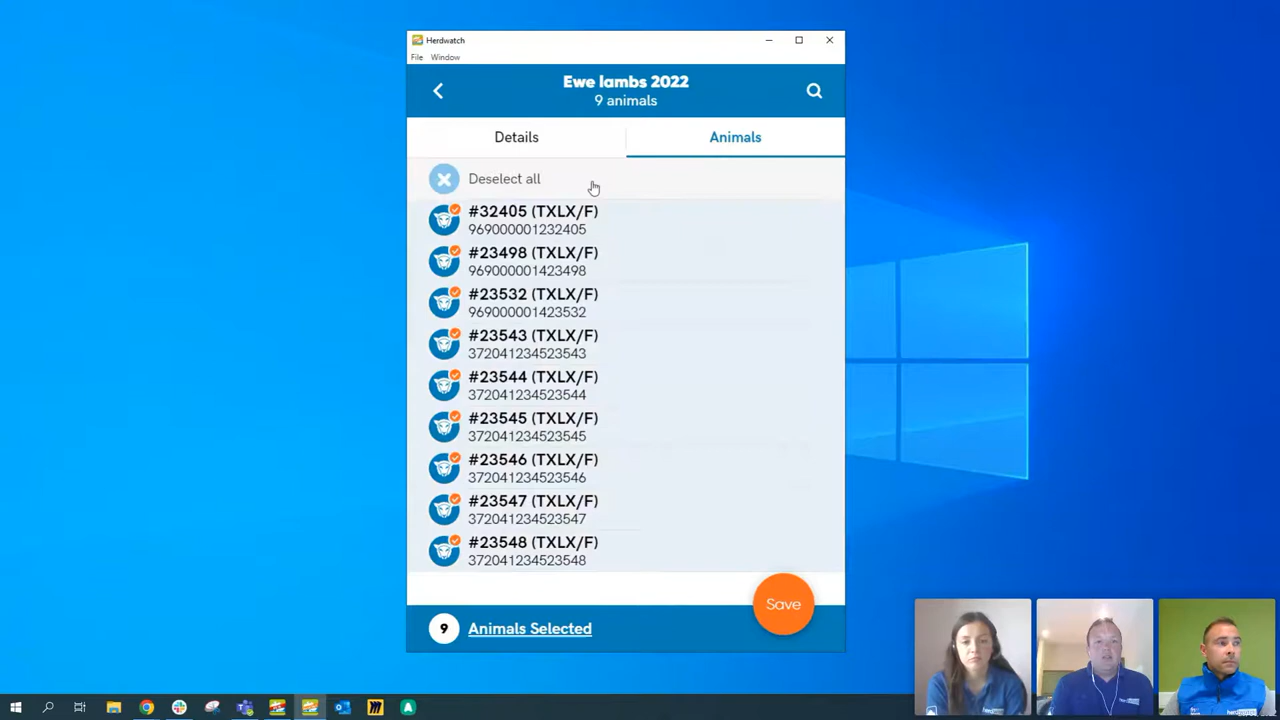 Herdwatch
File Window
Ewe lambs 2022
9 animals
Details Animals
Deselect all
#32405 (TXLX/F)
969000001232405
#23498 (TXLX/F)
969000001423498
#23532 (TXLX/F)
969000001423532
#23543 (TXLX/F)
372041234523543
#23544 (TXLX/F)
372041234523544
#23545 (TXLX/F)
372041234523545
#23546 (TXLX/F)
372041234523546
#23547 (TXLX/F)
372041234523547
#23548 (TXLX/F)
372041234523548
Save
9 Animals Selected